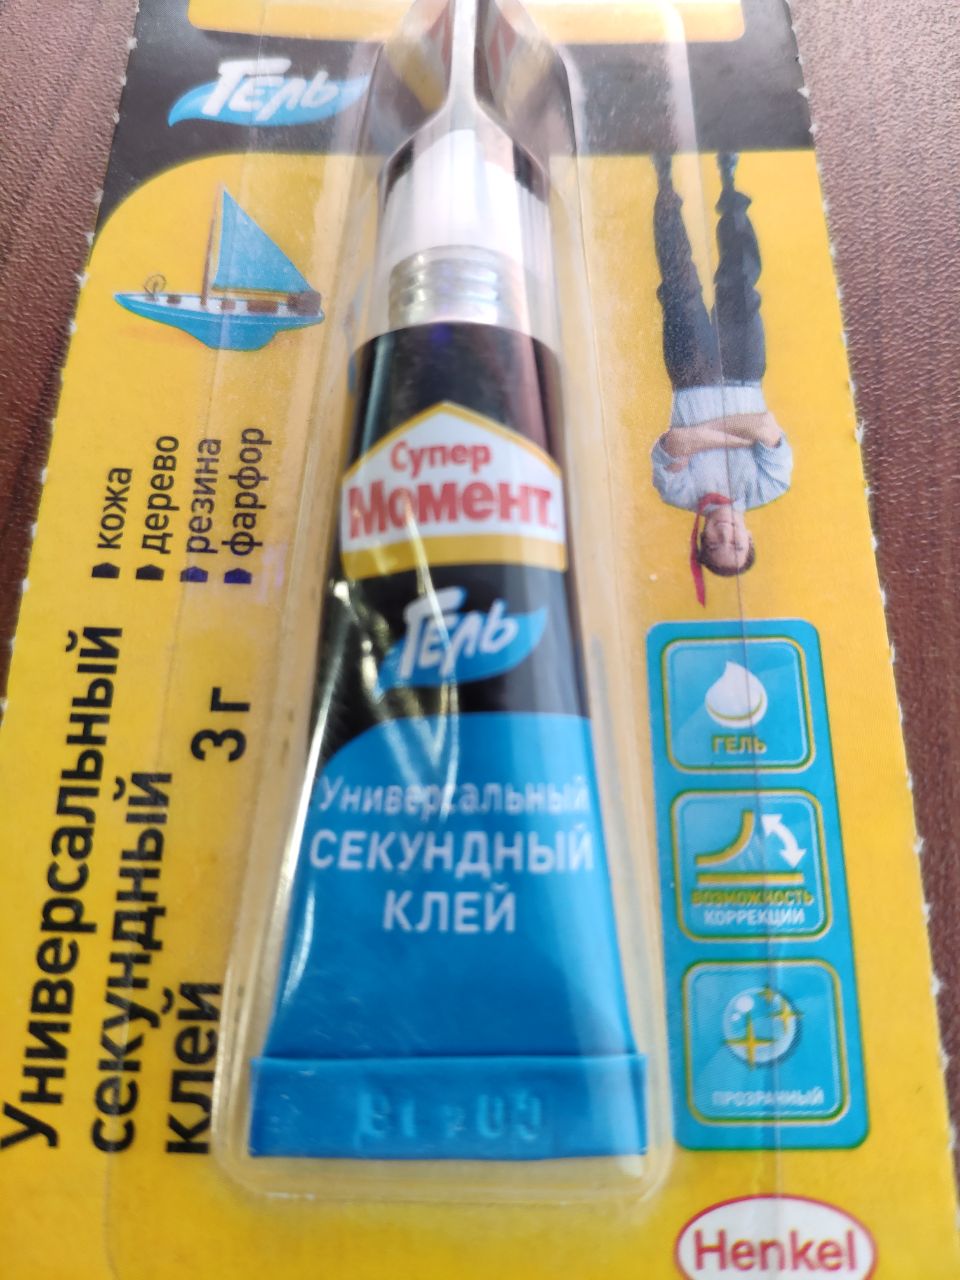 Гель
кожа
дерево
резина
фарфор
Универсальный
секундный
клей
3 г
Супер
Момент
Гель
Универсальный
СЕКУНДНЫЙ
КЛЕЙ
ГЕЛЬ
ВОЗМОЖНОСТЬ
КОРРЕКЦИИ
ПРОЗРАЧНЫЙ
Henkel